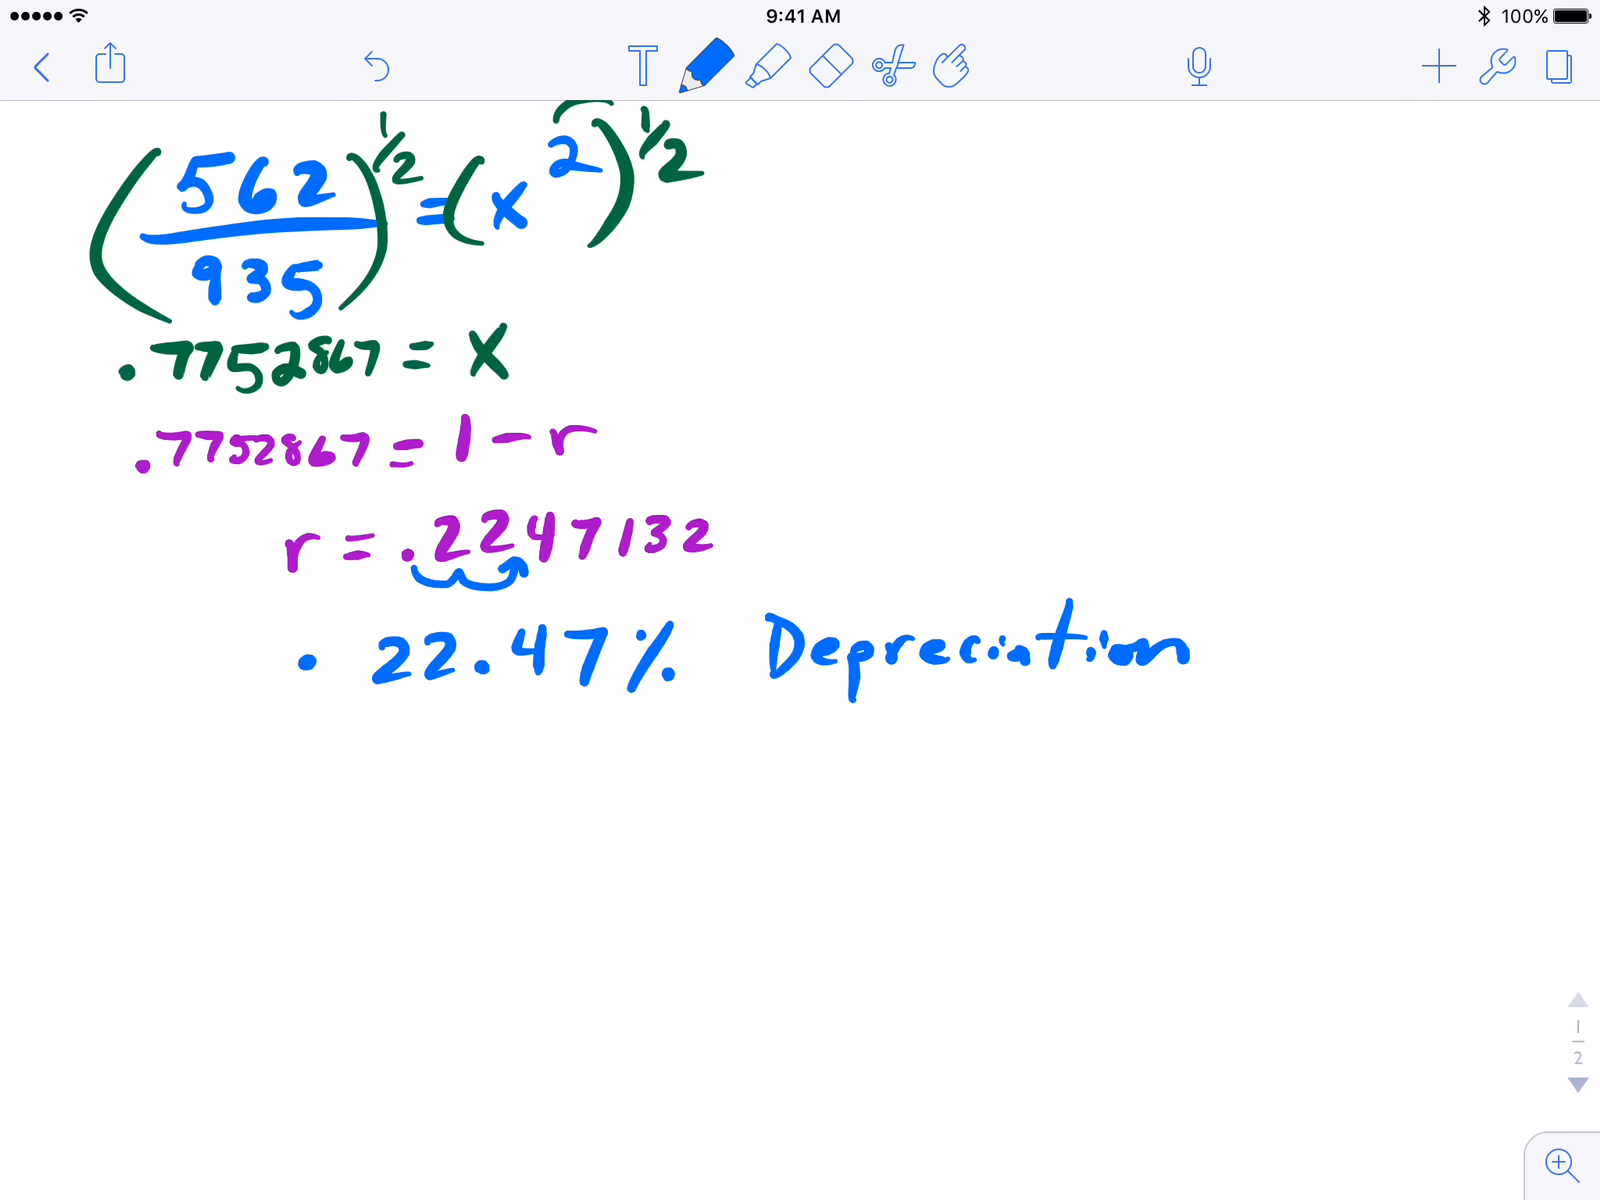 9:41 AM
100%
T
(562/935)^1/2 = (x^2)^1/2
.7752867 = x
.7752867 = 1 - r
r = .2247132
. 22.47% Depreciation
1
2